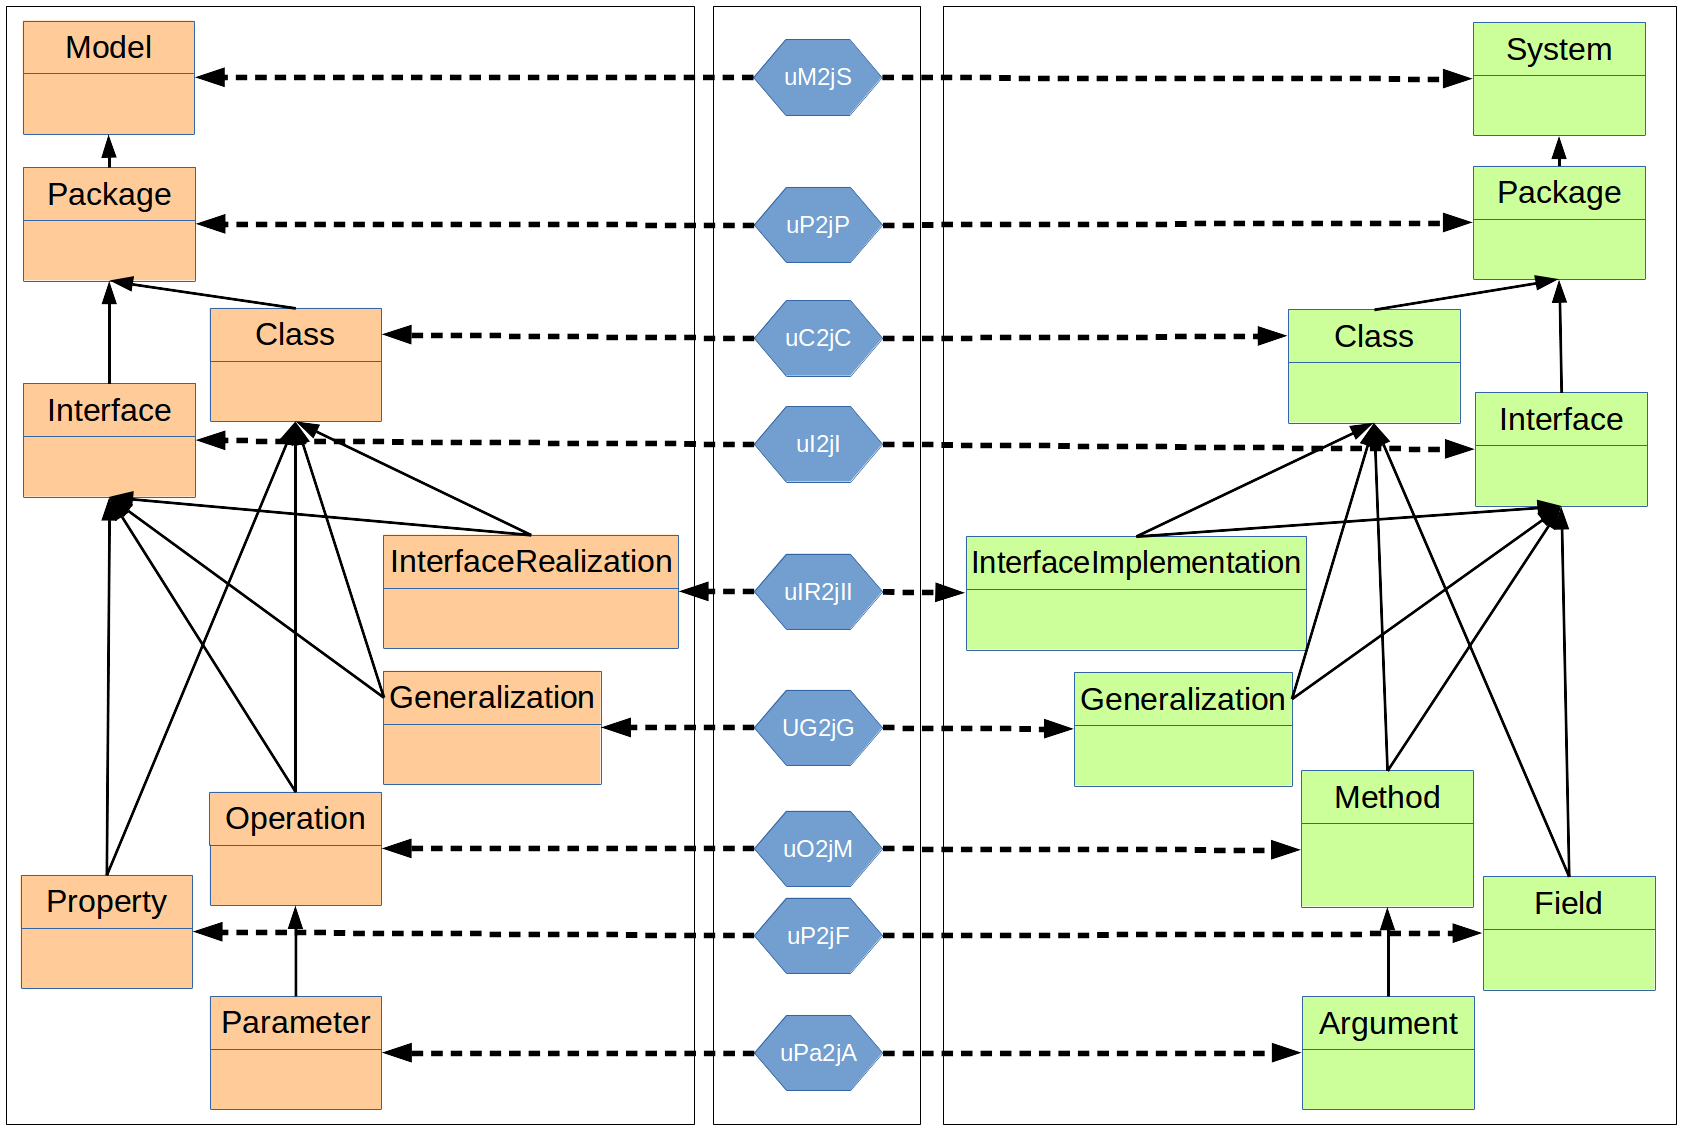 Model
uM2jS
System
Package
uP2jP
Package
Class
uC2jC
Class
Interface
uI2jI
Interface
InterfaceRealization
uIR2jII
InterfaceImplementation
Generalization
UG2jG
Generalization
Operation
uO2jM
Method
Property
uP2jF
Field
Parameter
uPa2jA
Argument